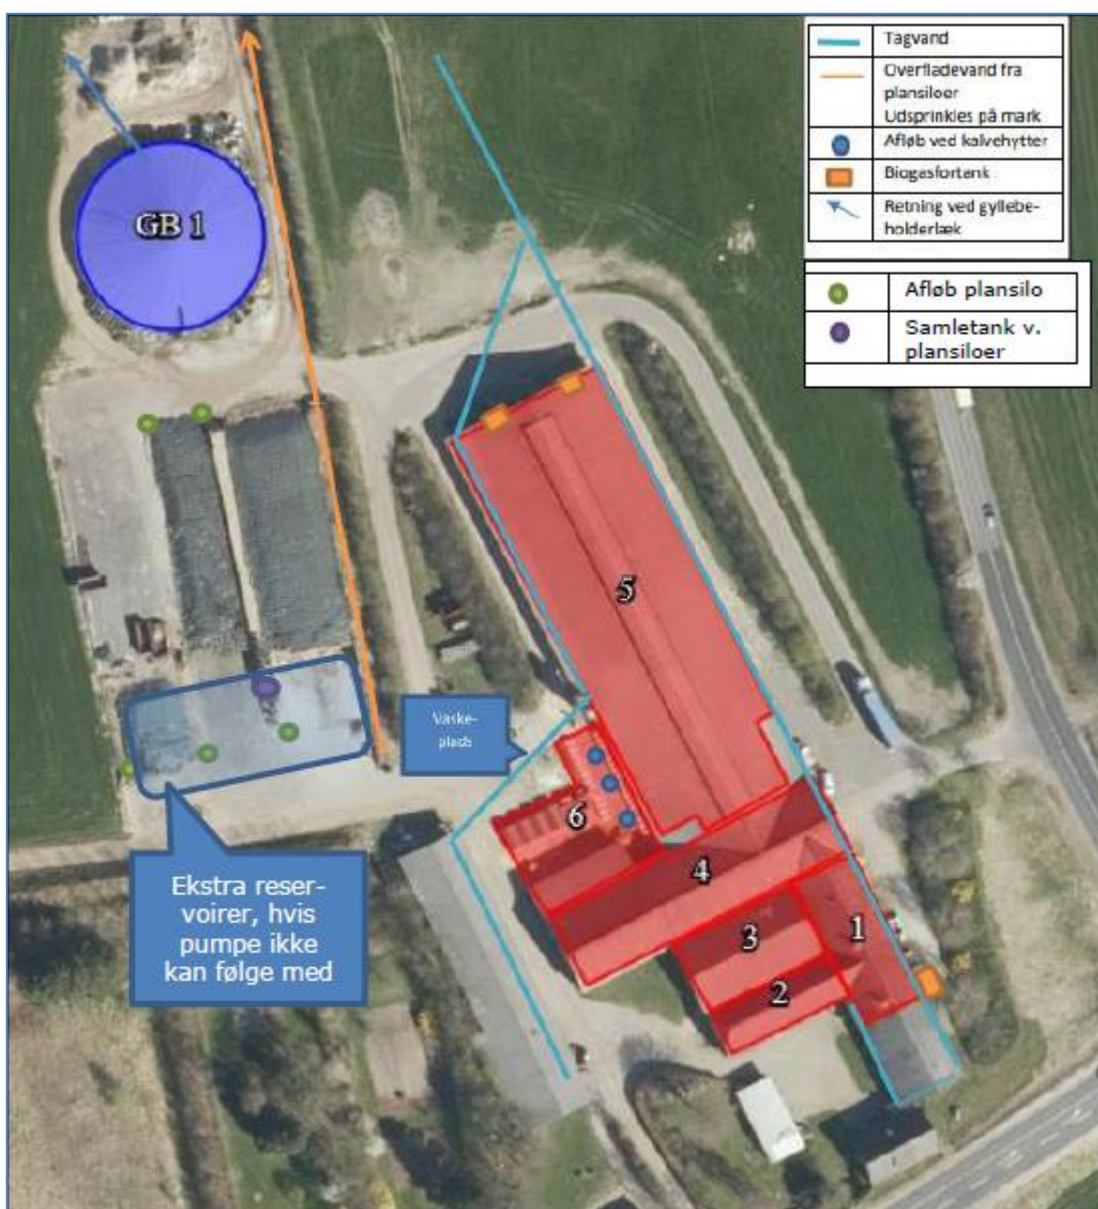 Tagvand
Overfladevand fra
plansiloer
Udsprinkles på mark
Afløb ved kalvehytter
Biogasfortank
Retning ved gyllebe-
holderlæk
Afløb plansilo
Samletank v.
plansiloer
GB 1
5
Vaske-
plads
6
4
3
1
2
Ekstra reser-
voirer, hvis
pumpe ikke
kan følge med